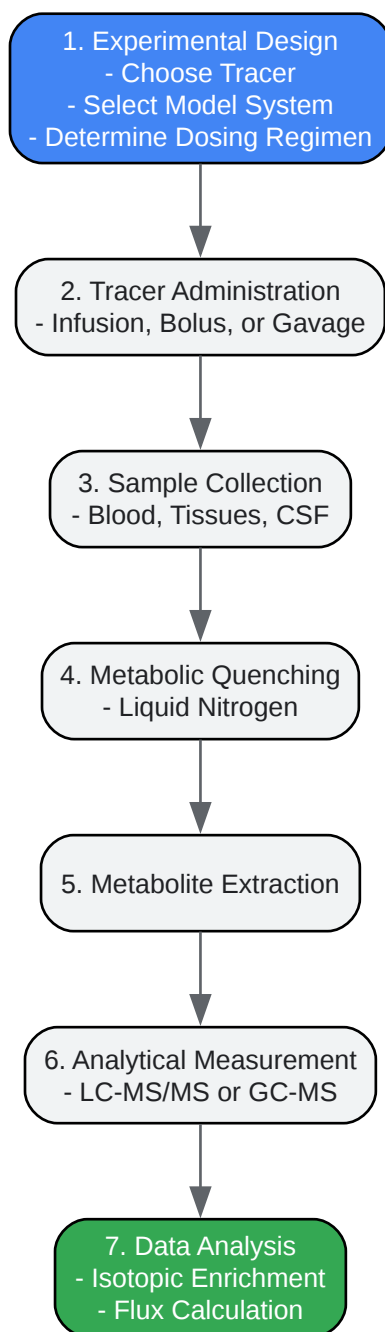 1. Experimental Design
- Choose Tracer
- Select Model System
- Determine Dosing Regimen
2. Tracer Administration
- Infusion, Bolus, or Gavage
3. Sample Collection
- Blood, Tissues, CSF
4. Metabolic Quenching
- Liquid Nitrogen
5. Metabolite Extraction
6. Analytical Measurement
- LC-MS/MS or GC-MS
7. Data Analysis
- Isotopic Enrichment
- Flux Calculation